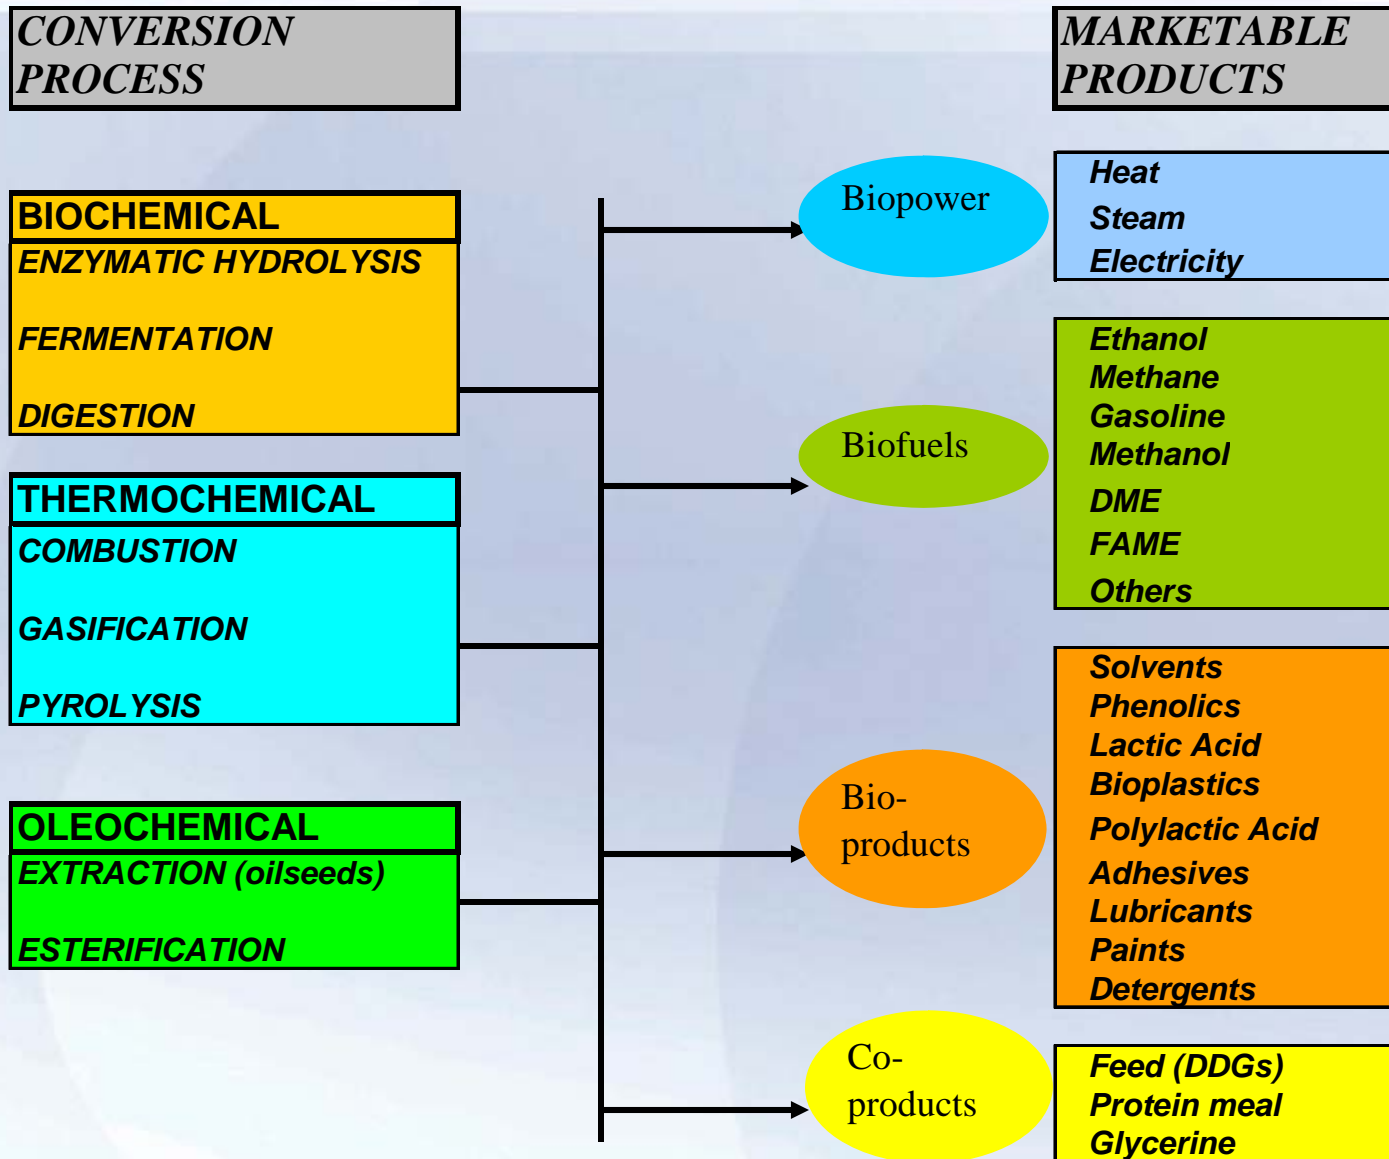 CONVERSION
PROCESS
BIOCHEMICAL
ENZYMATIC HYDROLYSIS
FERMENTATION
DIGESTION
THERMOCHEMICAL
COMBUSTION
GASIFICATION
PYROLYSIS
OLEOCHEMICAL
EXTRACTION (oilseeds)
ESTERIFICATION
Biopower
Biofuels
Bio-
products
Co-
products
MARKETABLE
PRODUCTS
Heat
Steam
Electricity
Ethanol
Methane
Gasoline
Methanol
DME
FAME
Others
Solvents
Phenolics
Lactic Acid
Bioplastics
Polylactic Acid
Adhesives
Lubricants
Paints
Detergents
Feed (DDGs)
Protein meal
Glycerine